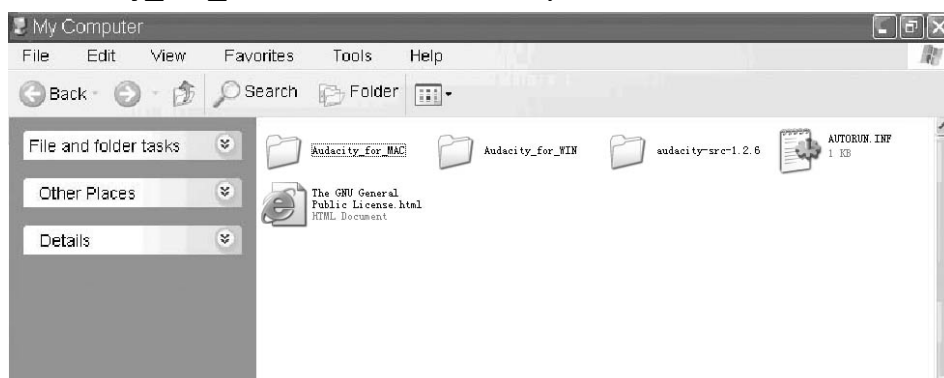 My Computer
File Edit View Favorites Tools Help
Back Search Folder
File and folder tasks
Other Places
Details
Audacity_for_MAC
Audacity_for_WIN
audacity-src-1.2.6
AUTORUN.INF
1 KB
The GNU General
Public License.html
HTML Document